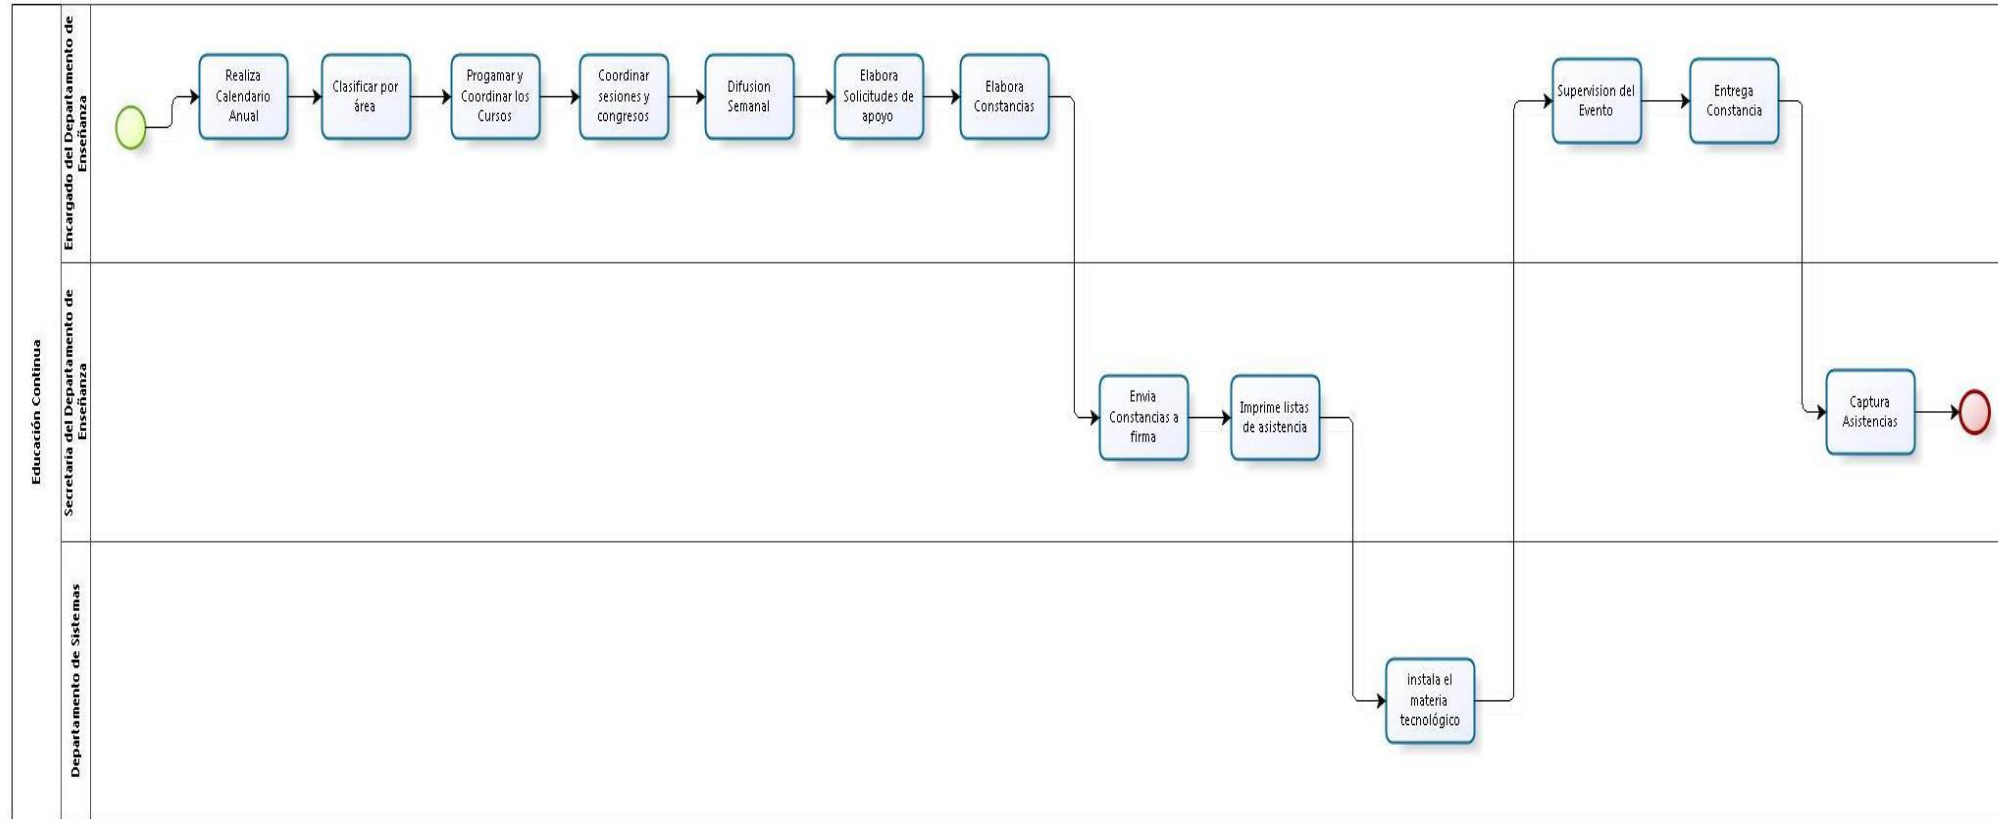 Educación Continua
Encargado del Departamento de
Enseñanza
Realiza
Calendario
Anual
Clasificar por
área
Progamar y
Coordinar los
Cursos
Coordinar
sesiones y
congresos
Difusion
Semanal
Elabora
Solicitudes de
apoyo
Elabora
Constancias
Supervision del
Evento
Entrega
Constancia
Secretaria del Departamento de
Enseñanza
Envia
Constancias a
firma
Imprime listas
de asistencia
Captura
Asistencias
Departamento de Sistemas
instala el
materia
tecnológico